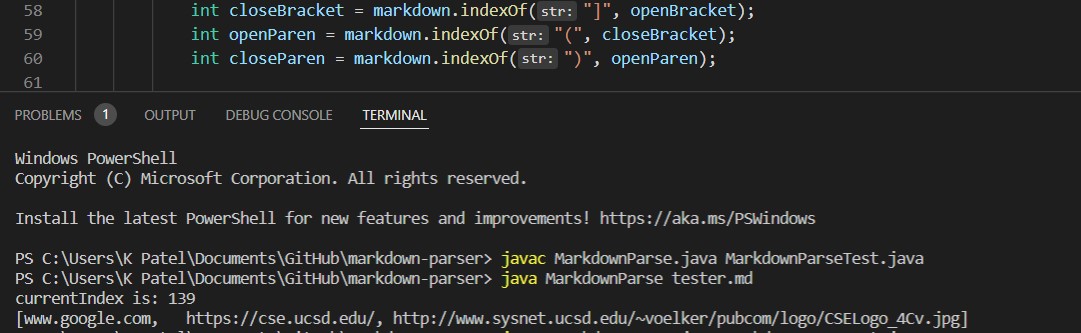 58 int closeBracket = markdown.indexOf(str: "]", openBracket);
59 int openParen = markdown.indexOf(str: "(", closeBracket);
60 int closeParen = markdown.indexOf(str: ")", openParen);
61
PROBLEMS 1 OUTPUT DEBUG CONSOLE TERMINAL
Windows PowerShell
Copyright (C) Microsoft Corporation. All rights reserved.
Install the latest PowerShell for new features and improvements! https://aka.ms/PSWindows
PS C:\Users\K Patel\Documents\GitHub\markdown-parser> javac MarkdownParse.java MarkdownParseTest.java
PS C:\Users\K Patel\Documents\GitHub\markdown-parser> java MarkdownParse tester.md
currentIndex is: 139
[www.google.com,   https://cse.ucsd.edu/, http://www.sysnet.ucsd.edu/~voelker/pubcom/logo/CSELogo_4Cv.jpg]